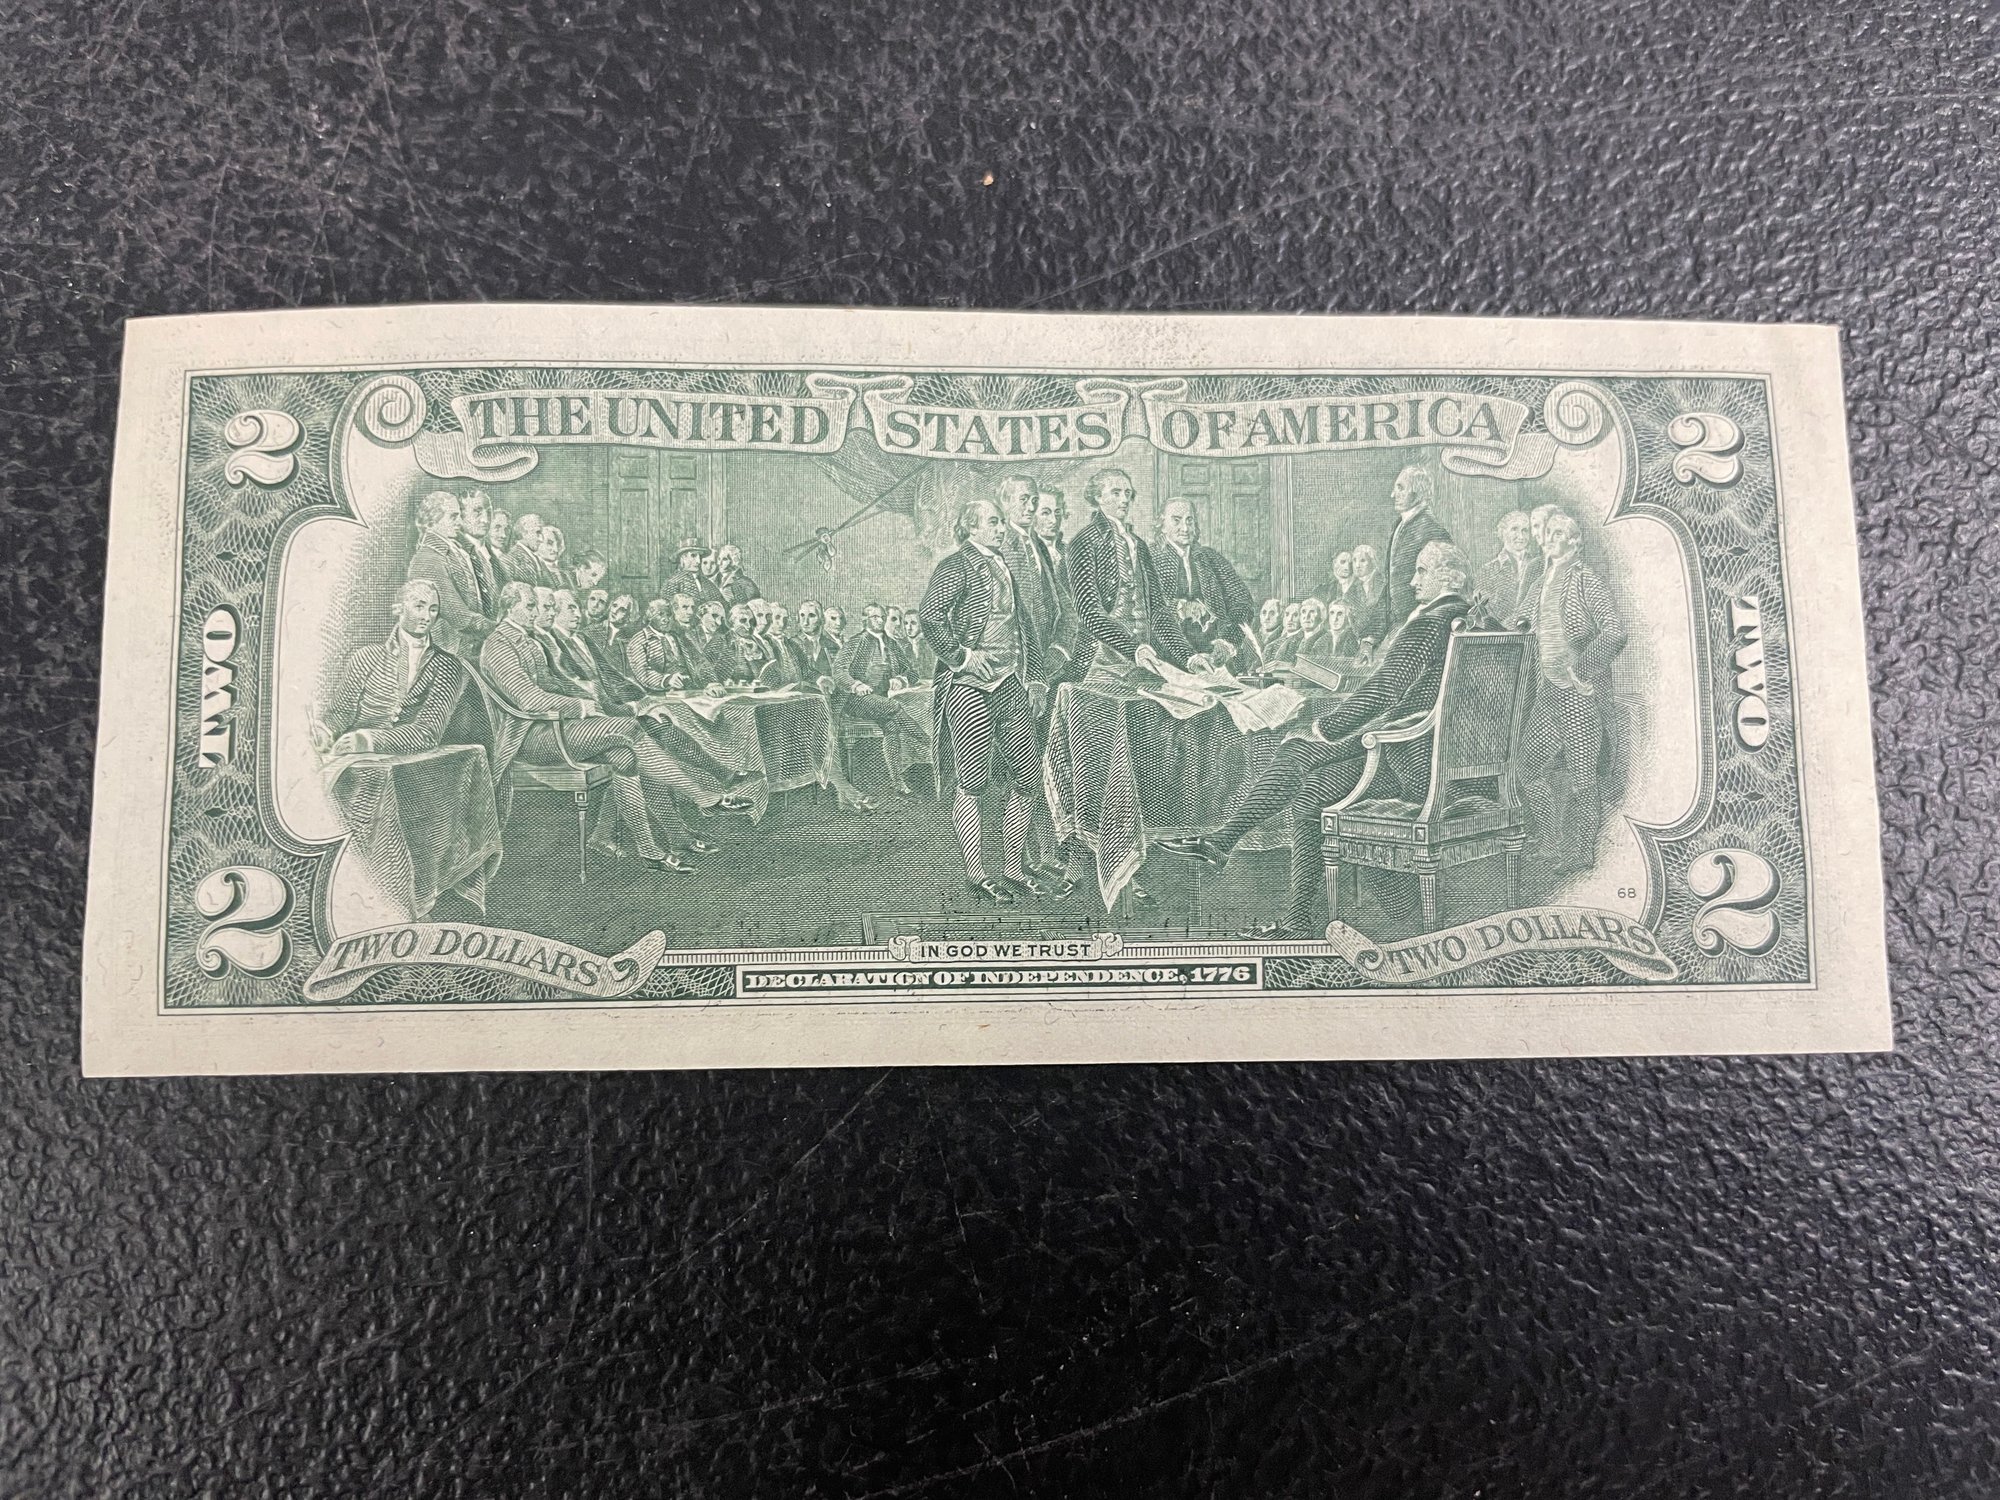 THE UNITED STATES OF AMERICA
2
2
TWO
TWO
2
2
68
TWO DOLLARS
TWO DOLLARS
IN GOD WE TRUST
DECLARATION OF INDEPENDENCE, 1776